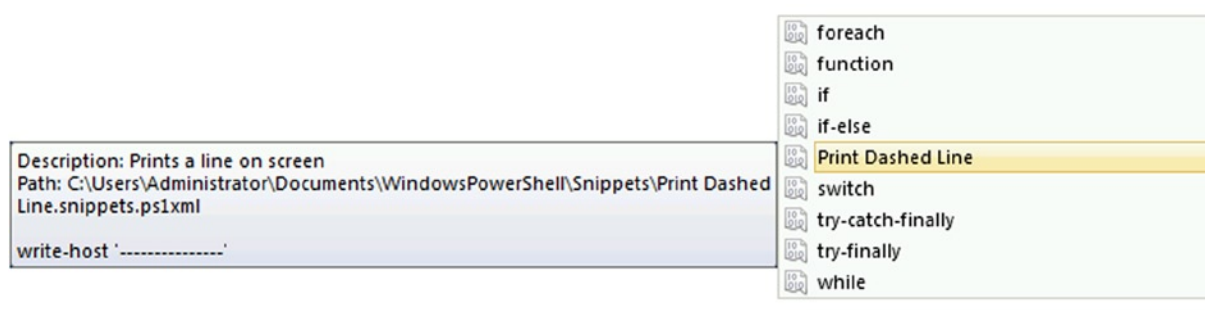 Description: Prints a line on screen
Path: C:\Users\Administrator\Documents\WindowsPowerShell\Snippets\Print Dashed
Line.snippets.ps1xml
write-host '---------------'
foreach
function
if
if-else
Print Dashed Line
switch
try-catch-finally
try-finally
while